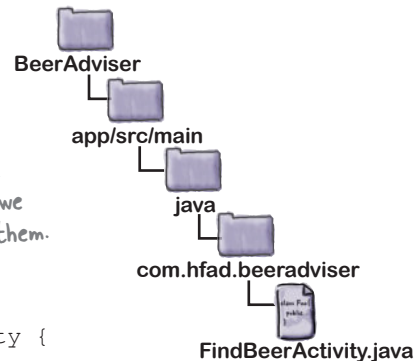 BeerAdviser
app/src/main
we
java
them.
com.hfad.beeradviser
ty {
FindBeerActivity.java